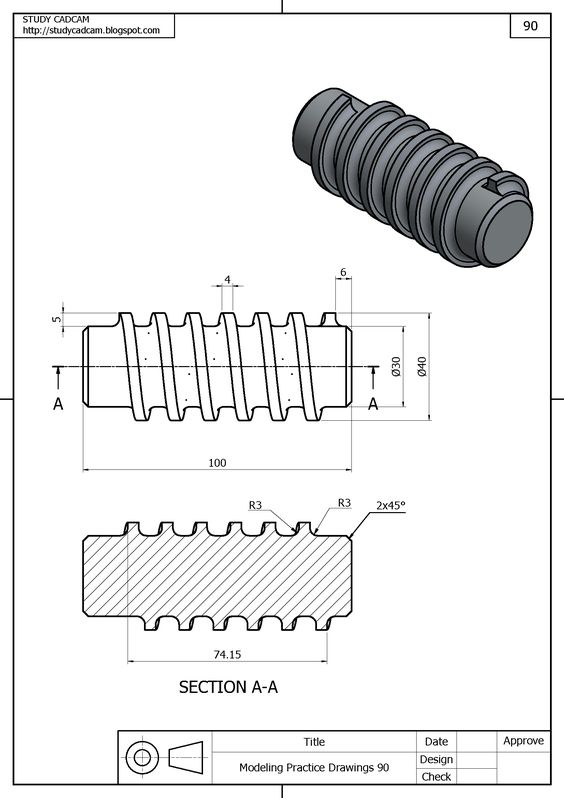 STUDY CADCAM
http://studycadcam.blogspot.com
90
4
6
5
Ø30
Ø40
A
A
100
R3
R3
2x45°
74.15
SECTION A-A
Title
Date
Approve
Modeling Practice Drawings 90
Design
Check